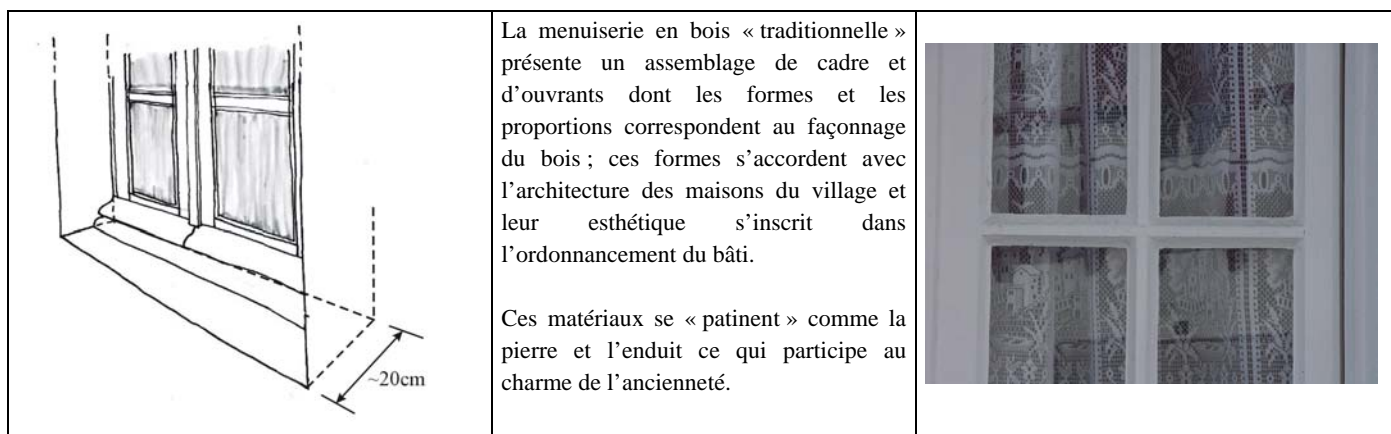 ~20cm
La menuiserie en bois « traditionnelle »
présente un assemblage de cadre et
d’ouvrants dont les formes et les
proportions correspondent au façonnage
du bois ; ces formes s’accordent avec
l’architecture des maisons du village et
leur esthétique s’inscrit dans
l’ordonnancement du bâti.
Ces matériaux se « patinent » comme la
pierre et l’enduit ce qui participe au
charme de l’ancienneté.